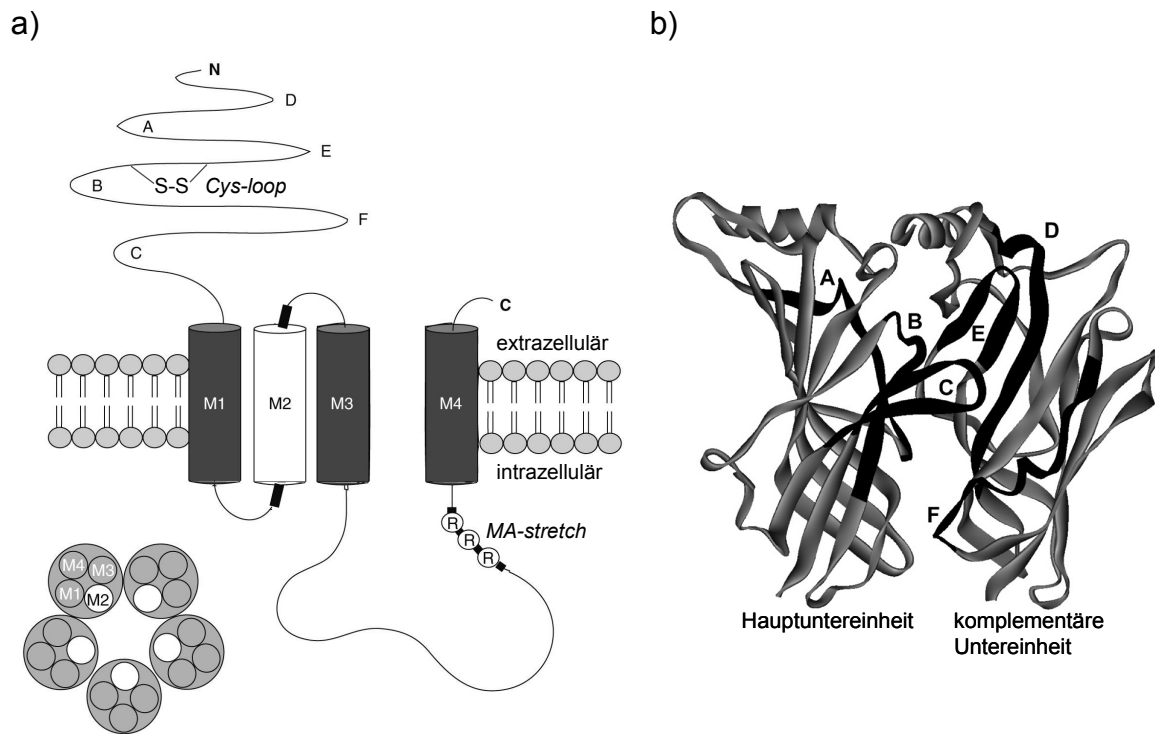 a)
N
D
A
E
S-S Cys-loop
B
F
C
C
extrazellulär
M1 M2 M3 M4
intrazellulär
R
R
R
MA-stretch
M4 M3
M1 M2
b)
D
A
B
E
C
F
Hauptuntereinheit
komplementäre
Untereinheit